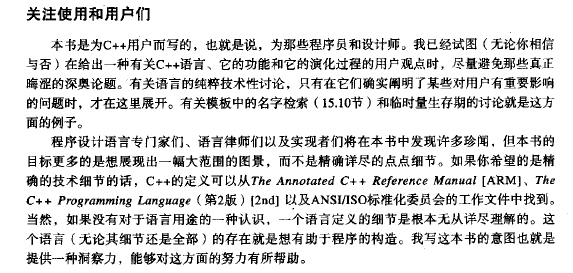 关注使用和用户们
本书是为C++用户而写的，也就是说，为那些程序员和设计师。我已经试图（无论你相信
与否）在给出一种有关C++语言、它的功能和它的演化过程的用户观点时，尽量避免那些真正
晦涩的深奥论题。有关语言的纯粹技术性讨论，只有在它们确实阐明了某些对用户有重要影响
的问题时，才在这里展开。有关模板中的名字检索（15.10节）和临时量生存期的讨论就是这方
面的例子。
程序设计语言专门家们、语言律师们以及实现者们将在本书中发现许多珍闻，但本书的
目标更多的是想展现出一幅大范围的图景，而不是精确详尽的点点细节。如果你希望的是精
确的技术细节的话，C++的定义可以从The Annotated C++ Reference Manual [ARM]、The
C++ Programming Language（第2版）[2nd] 以及ANSI/ISO标准化委员会的工作文件中找到。
当然，如果没有对于语言用途的一种认识，一个语言定义的细节是根本无从详尽理解的。这
个语言（无论其细节还是全部）的存在就是想有助于程序的构造。我写这本书的意图也就是
提供一种洞察力，能够对这方面的努力有所帮助。